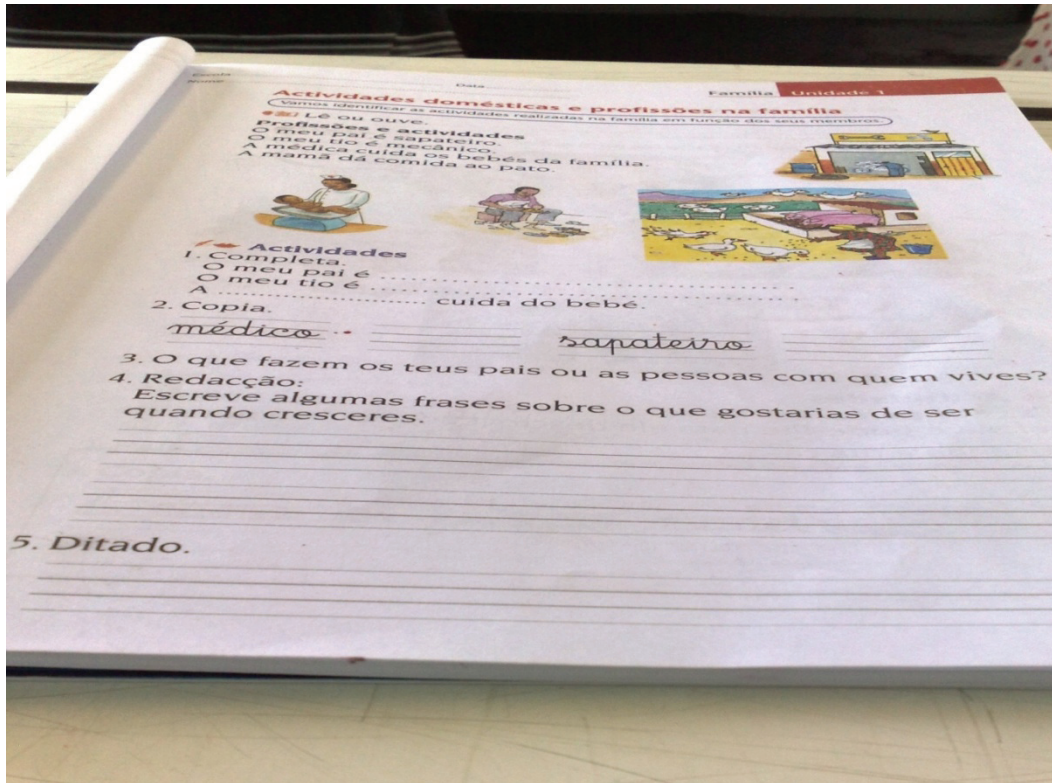 Escola
Nome
Data
Família Unidade 1
Actividades domésticas e profissões na família
Vamos identificar as actividades realizadas na família em função dos seus membros.
Lê ou ouve.
Profissões e actividades
O meu pai é sapateiro.
O meu tio é mecânico.
A médica cuida os bebés da família.
A mamã dá comida ao pato.
Actividades
1. Completa.
O meu pai é
O meu tio é
A cuida do bebé.
2. Copia.
médico sapateiro
3. O que fazem os teus pais ou as pessoas com quem vives?
4. Redacção:
Escreve algumas frases sobre o que gostarias de ser
quando cresceres.
5. Ditado.